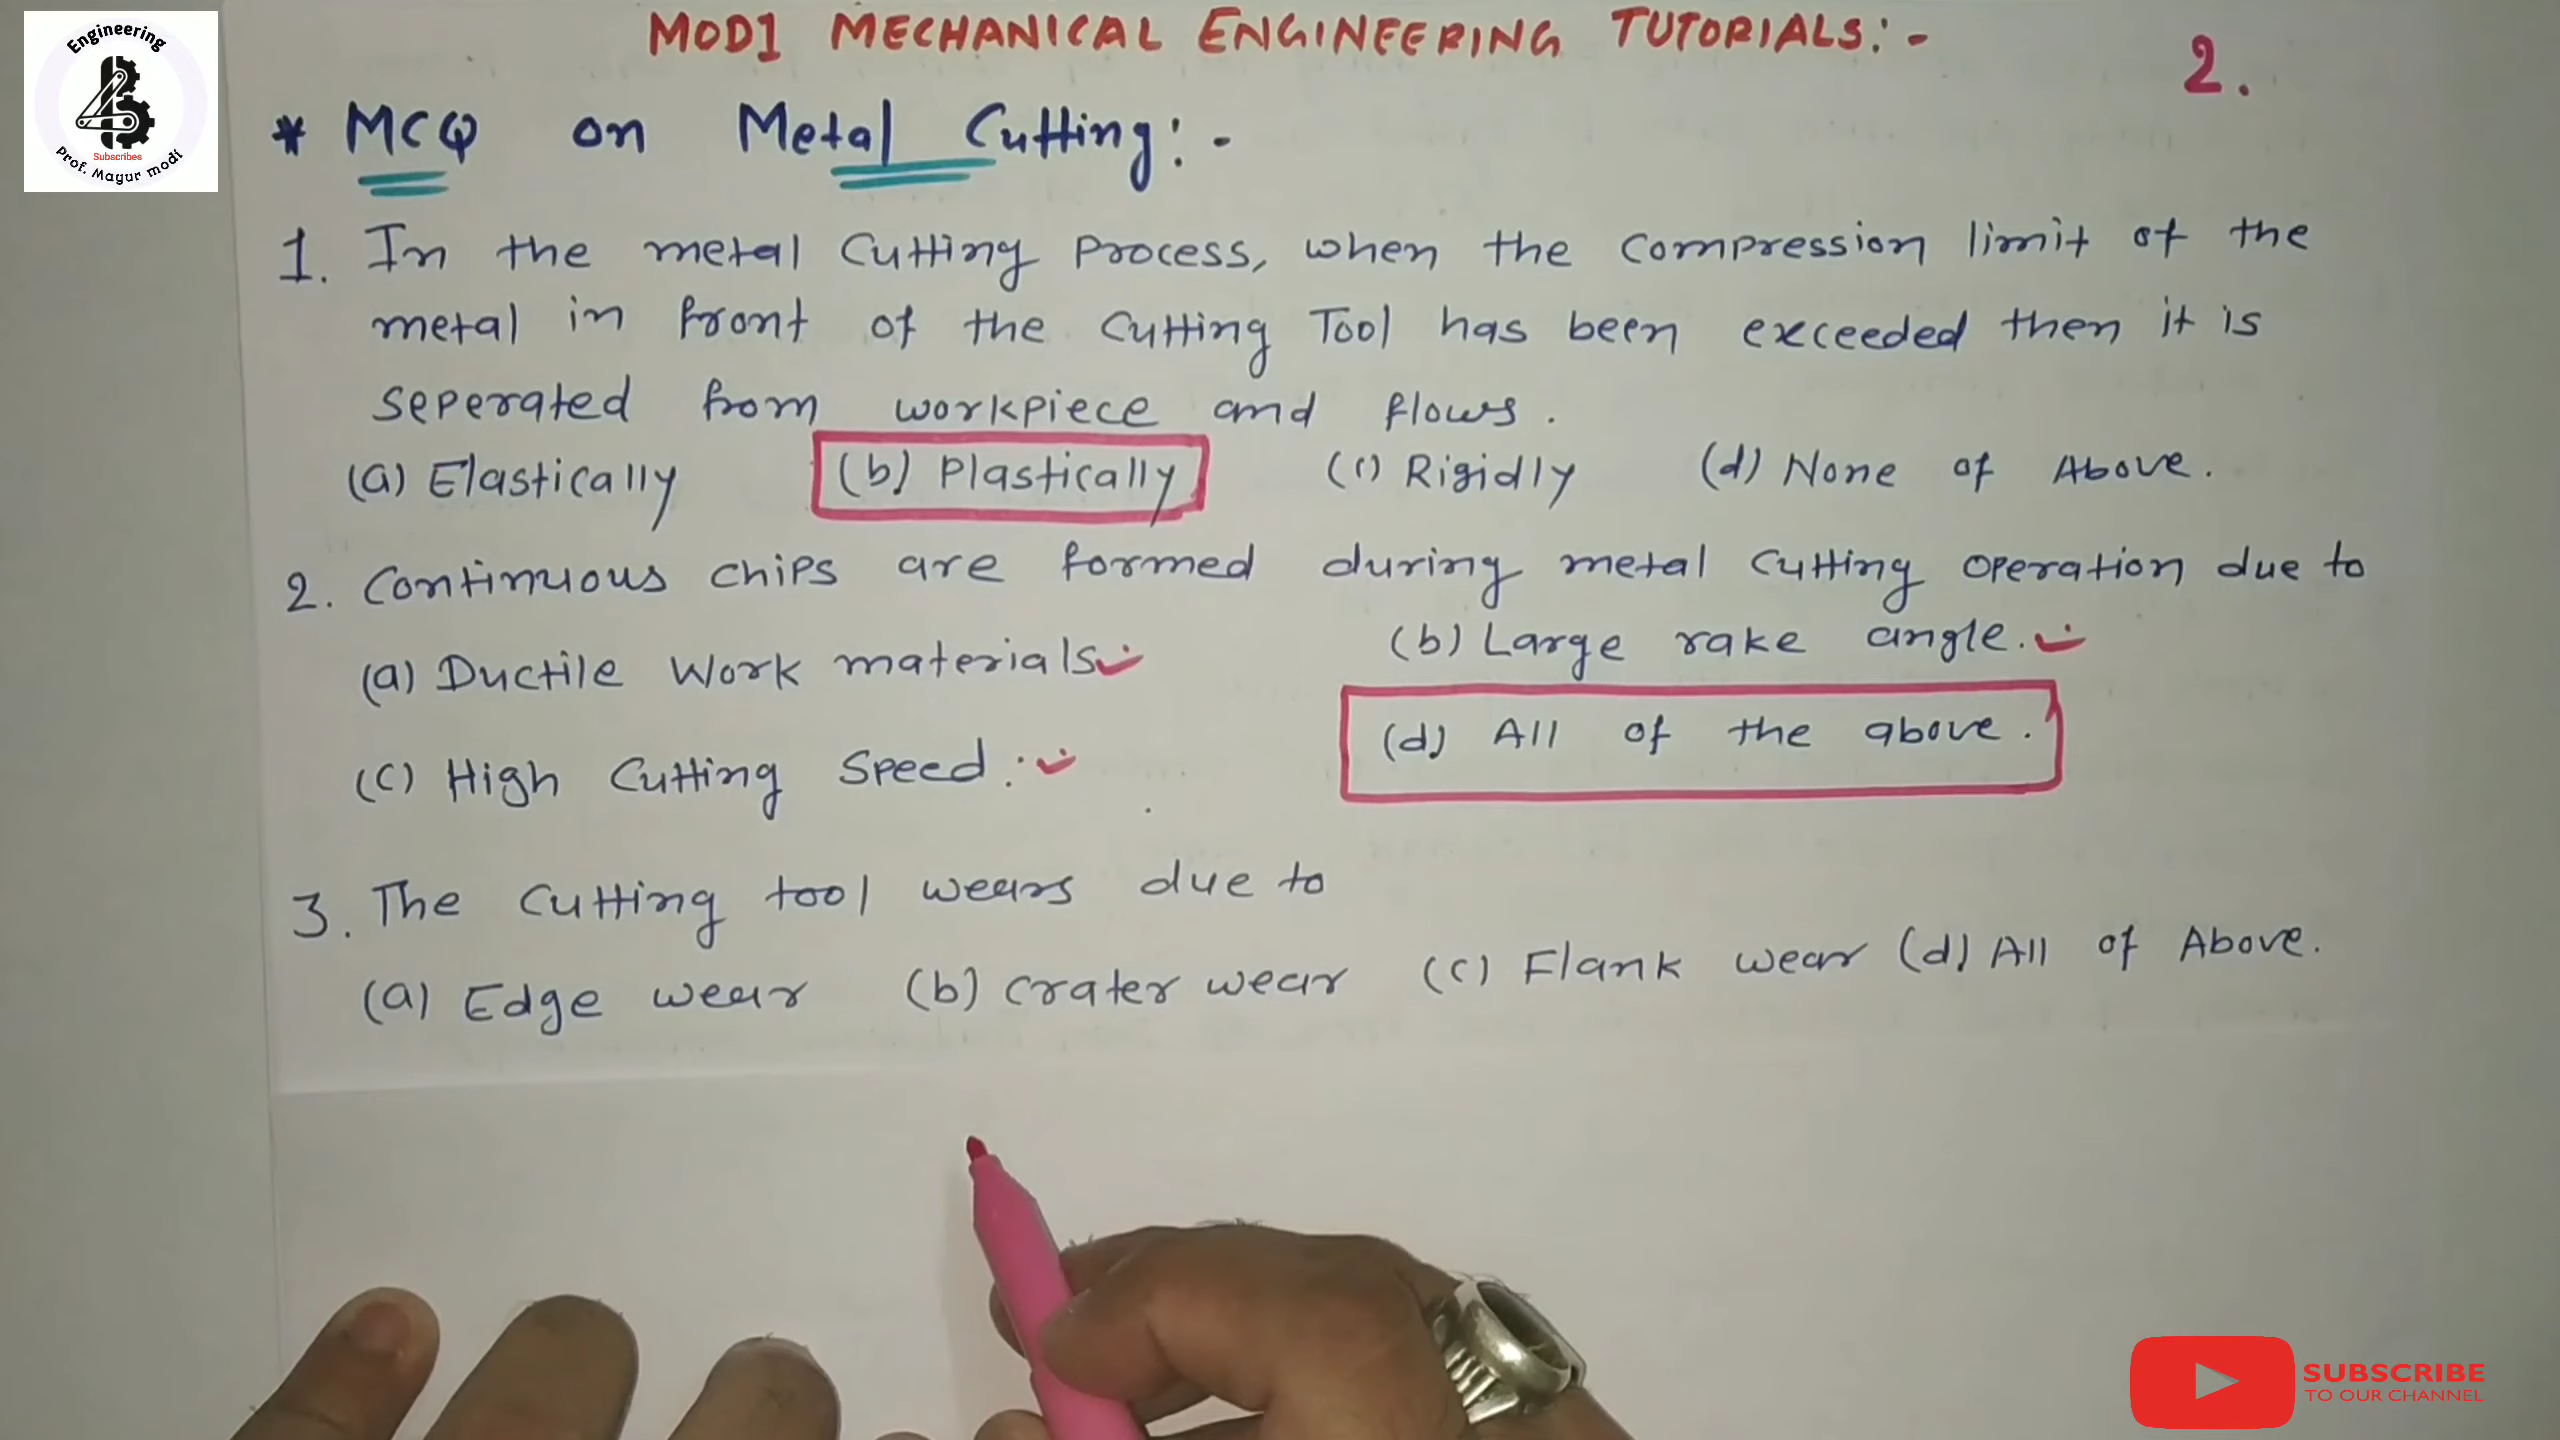 Engineering
Subscribes
Prof. Mayur modi
MODI MECHANICAL ENGINEERING TUTORIALS:-
2.
* MCQ on Metal Cutting:-
1. In the metal cutting process, when the compression limit of the
metal in front of the cutting Tool has been exceeded then it is
seperated from workpiece and flows.
(a) Elastically (b) Plastically (c) Rigidly (d) None of Above.
2. Continuous chips are formed during metal cutting operation due to
(a) Ductile work materials (b) Large rake angle.
(c) High Cutting Speed: (d) All of the above.
3. The cutting tool wears due to
(a) Edge wear (b) crater wear (c) Flank wear (d) All of Above.
SUBSCRIBE
TO OUR CHANNEL